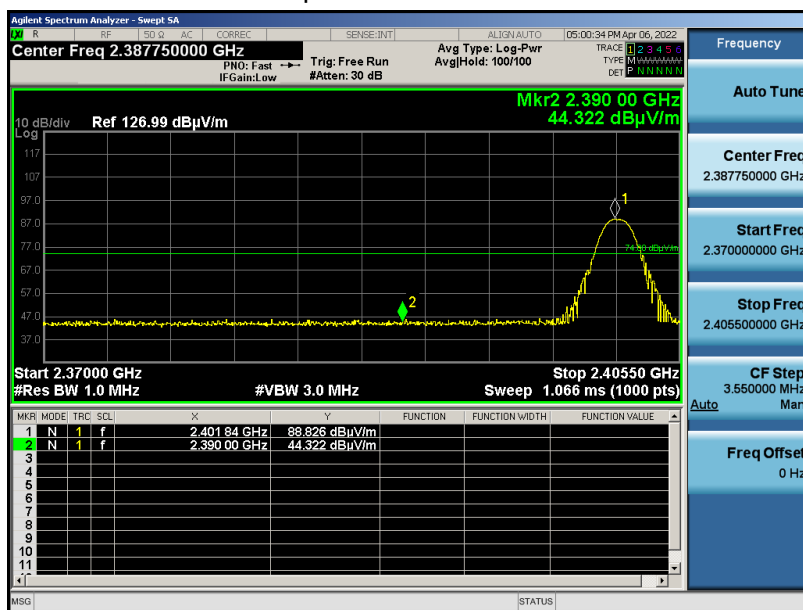 Agilent Spectrum Analyzer - Swept SA
LXI R RF 50 Ω AC CORREC SENSE:INT ALIGN AUTO 05:00:34 PM Apr 06, 2022
Center Freq 2.387750000 GHz
PNO: Fast
IFGain:Low
Trig: Free Run
#Atten: 30 dB
Avg Type: Log-Pwr
Avg|Hold: 100/100
TRACE 1 2 3 4 5 6
TYPE M
DET P N N N N N
Mkr2 2.390 00 GHz
44.322 dBµV/m
10 dB/div
Log
Ref 126.99 dBµV/m
117
107
97.0
87.0
77.0
67.0
57.0
47.0
37.0
1
2
Start 2.37000 GHz Stop 2.40550 GHz
#Res BW 1.0 MHz #VBW 3.0 MHz Sweep 1.066 ms (1000 pts)
MKR MODE TRC SCL X Y FUNCTION FUNCTION WIDTH FUNCTION VALUE
1 N 1 f 2.401 84 GHz 88.826 dBµV/m
2 N 1 f 2.390 00 GHz 44.322 dBµV/m
3
4
5
6
7
8
9
10
11
MSG STATUS
Frequency
Auto Tune
Center Freq
2.387750000 GHz
Start Freq
2.370000000 GHz
Stop Freq
2.405500000 GHz
CF Step
3.550000 MHz
Auto Man
Freq Offset
0 Hz